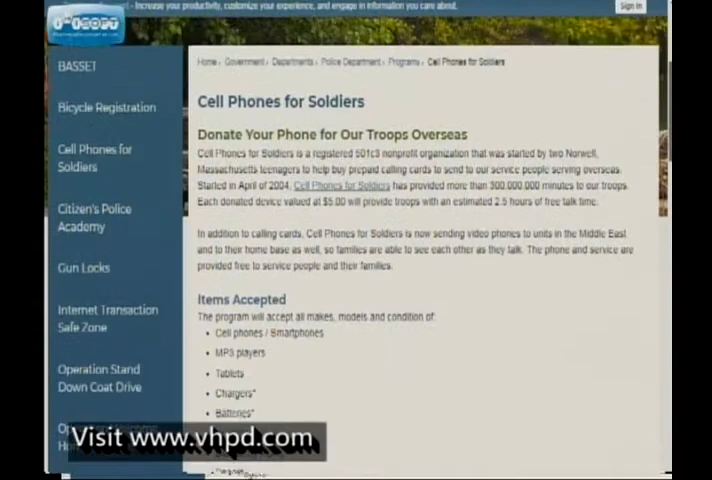 - Increase your productivity, customize your experience, and engage in information you care about.
Sign In
BASSET
Bicycle Registration
Cell Phones for
Soldiers
Citizen's Police
Academy
Gun Locks
Internet Transaction
Safe Zone
Operation Stand
Down Coat Drive
Home › Government › Departments › Police Department › Programs › Cell Phones for Soldiers
Cell Phones for Soldiers
Donate Your Phone for Our Troops Overseas
Cell Phones for Soldiers is a registered 501c3 nonprofit organization that was started by two Norwell,
Massachusetts teenagers to help buy prepaid calling cards to send to our service people serving overseas.
Started in April of 2004, Cell Phones for Soldiers has provided more than 300,000,000 minutes to our troops.
Each donated device valued at $5.00 will provide troops with an estimated 2.5 hours of free talk time.
In addition to calling cards, Cell Phones for Soldiers is now sending video phones to units in the Middle East
and to their home base as well, so families are able to see each other as they talk. The phone and service are
provided free to service people and their families.
Items Accepted
The program will accept all makes, models and condition of:
• Cell phones / Smartphones
• MP3 players
• Tablets
• Chargers*
• Batteries*
Visit www.vhpd.com